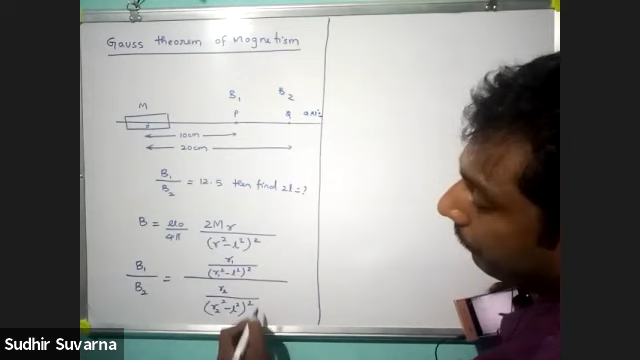 Gauss theorem of Magnetism
M
B₁
B₂
P
Q axis
10cm
20cm
B₁/B₂ = 12.5 then find 2l = ?
B = μ₀/4π 2Mr/(r² - l²)²
B₁/B₂ = r₁/(r₁² - l²)² / r₂/(r₂² - l²)²
Sudhir Suvarna